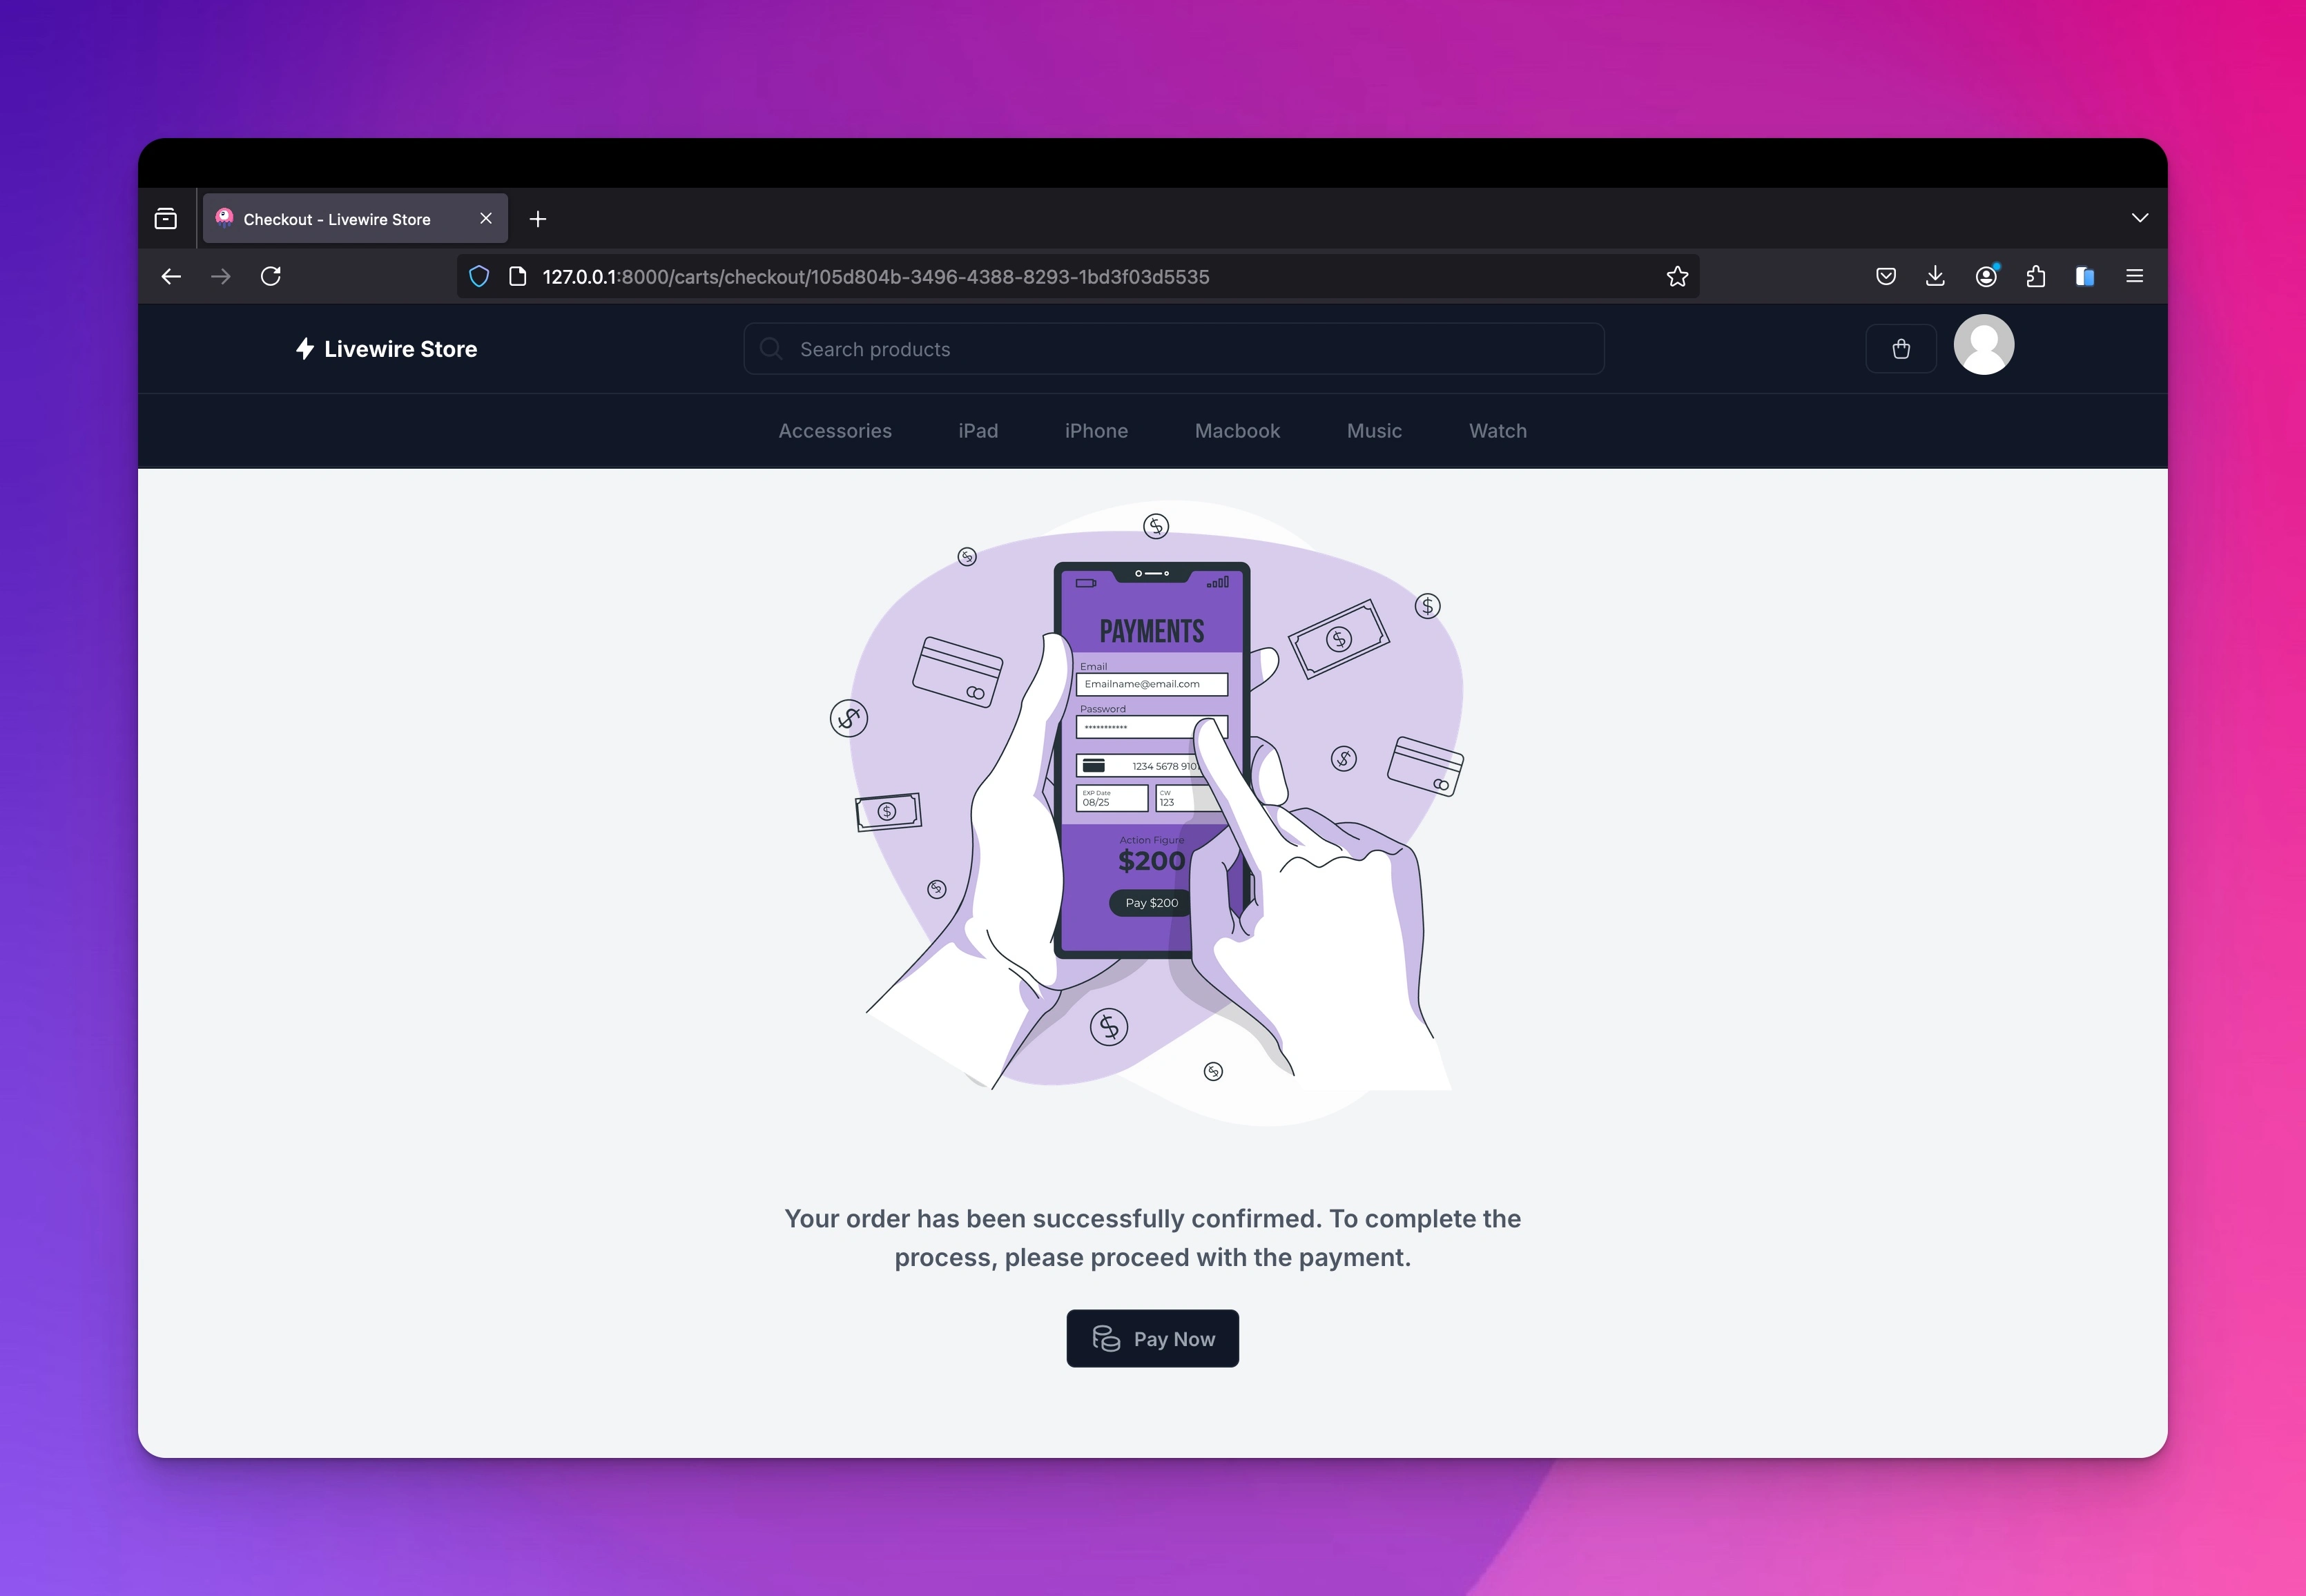 Checkout - Livewire Store
127.0.0.1:8000/carts/checkout/105d804b-3496-4388-8293-1bd3f03d5535
Livewire Store
Search products
Accessories iPad iPhone Macbook Music Watch
PAYMENTS
Email
Emailname@email.com
Password
***********
1234 5678 910
EXP Date
08/25
CW
123
Action Figure
$200
Pay $200
Your order has been successfully confirmed. To complete the
process, please proceed with the payment.
Pay Now